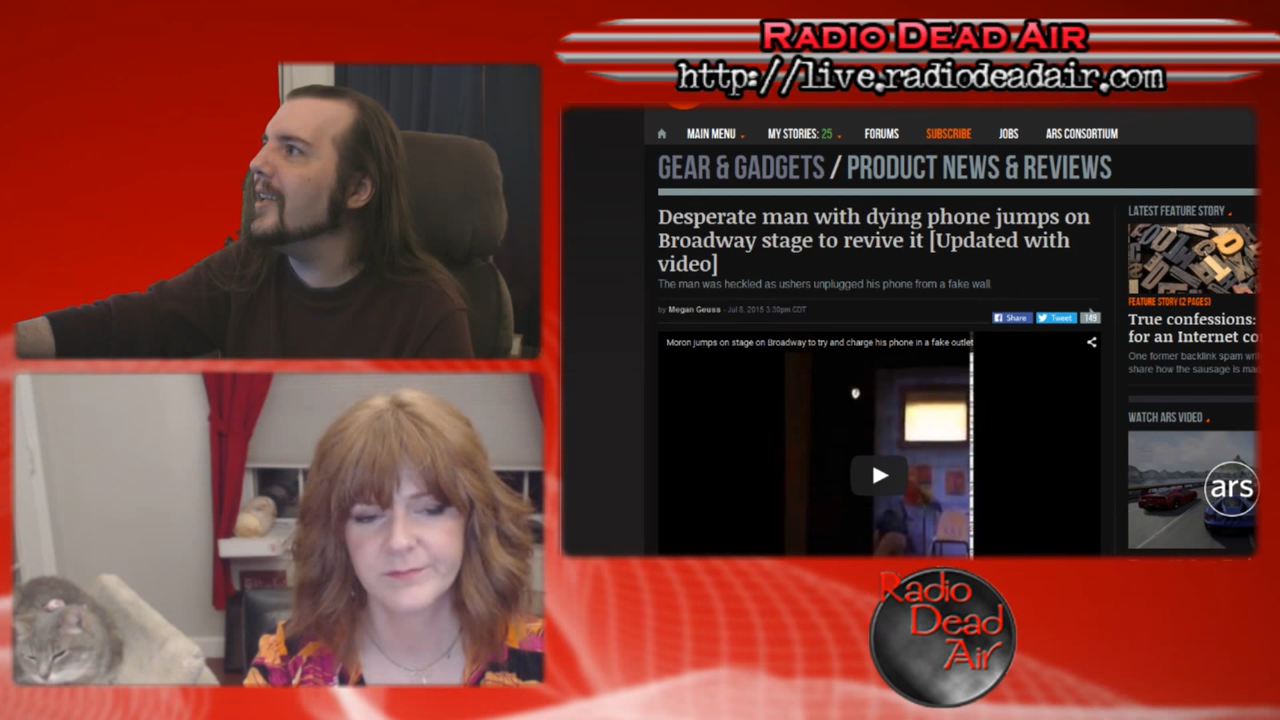 RADIO DEAD AIR
http://live.radiodeadair.com
MAIN MENU
MY STORIES: 25
FORUMS
SUBSCRIBE
JOBS
ARS CONSORTIUM
GEAR & GADGETS / PRODUCT NEWS & REVIEWS
Desperate man with dying phone jumps on
Broadway stage to revive it [Updated with
video]
The man was heckled as ushers unplugged his phone from a fake wall
by Megan Geuss - Jul 8, 2015 3:30pm CDT
Share
Tweet
149
Moron jumps on stage on Broadway to try and charge his phone in a fake outlet
LATEST FEATURE STORY
FEATURE STORY (2 PAGES)
True confessions:
for an Internet co
One former backlink spam wri
share how the sausage is ma
WATCH ARS VIDEO
ars
Radio
Dead
Air